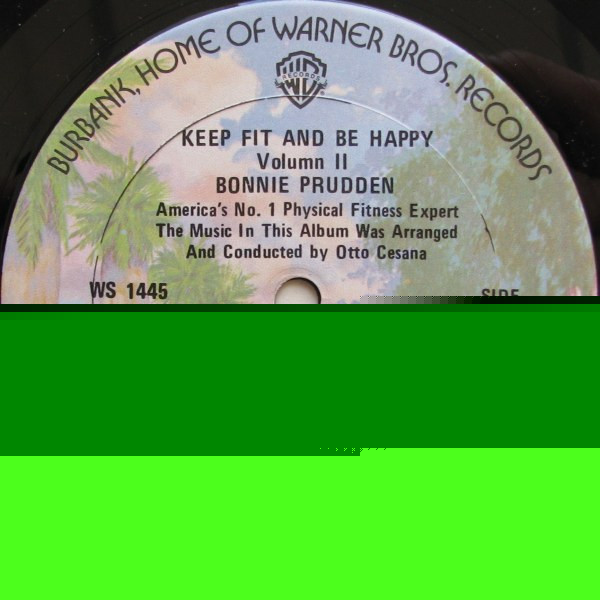 BURBANK, HOME OF WARNER BROS. RECORDS
RECORDS
KEEP FIT AND BE HAPPY
Volumn II
BONNIE PRUDDEN
America's No. 1 Physical Fitness Expert
The Music In This Album Was Arranged
And Conducted by Otto Cesana
WS 1445 SIDE